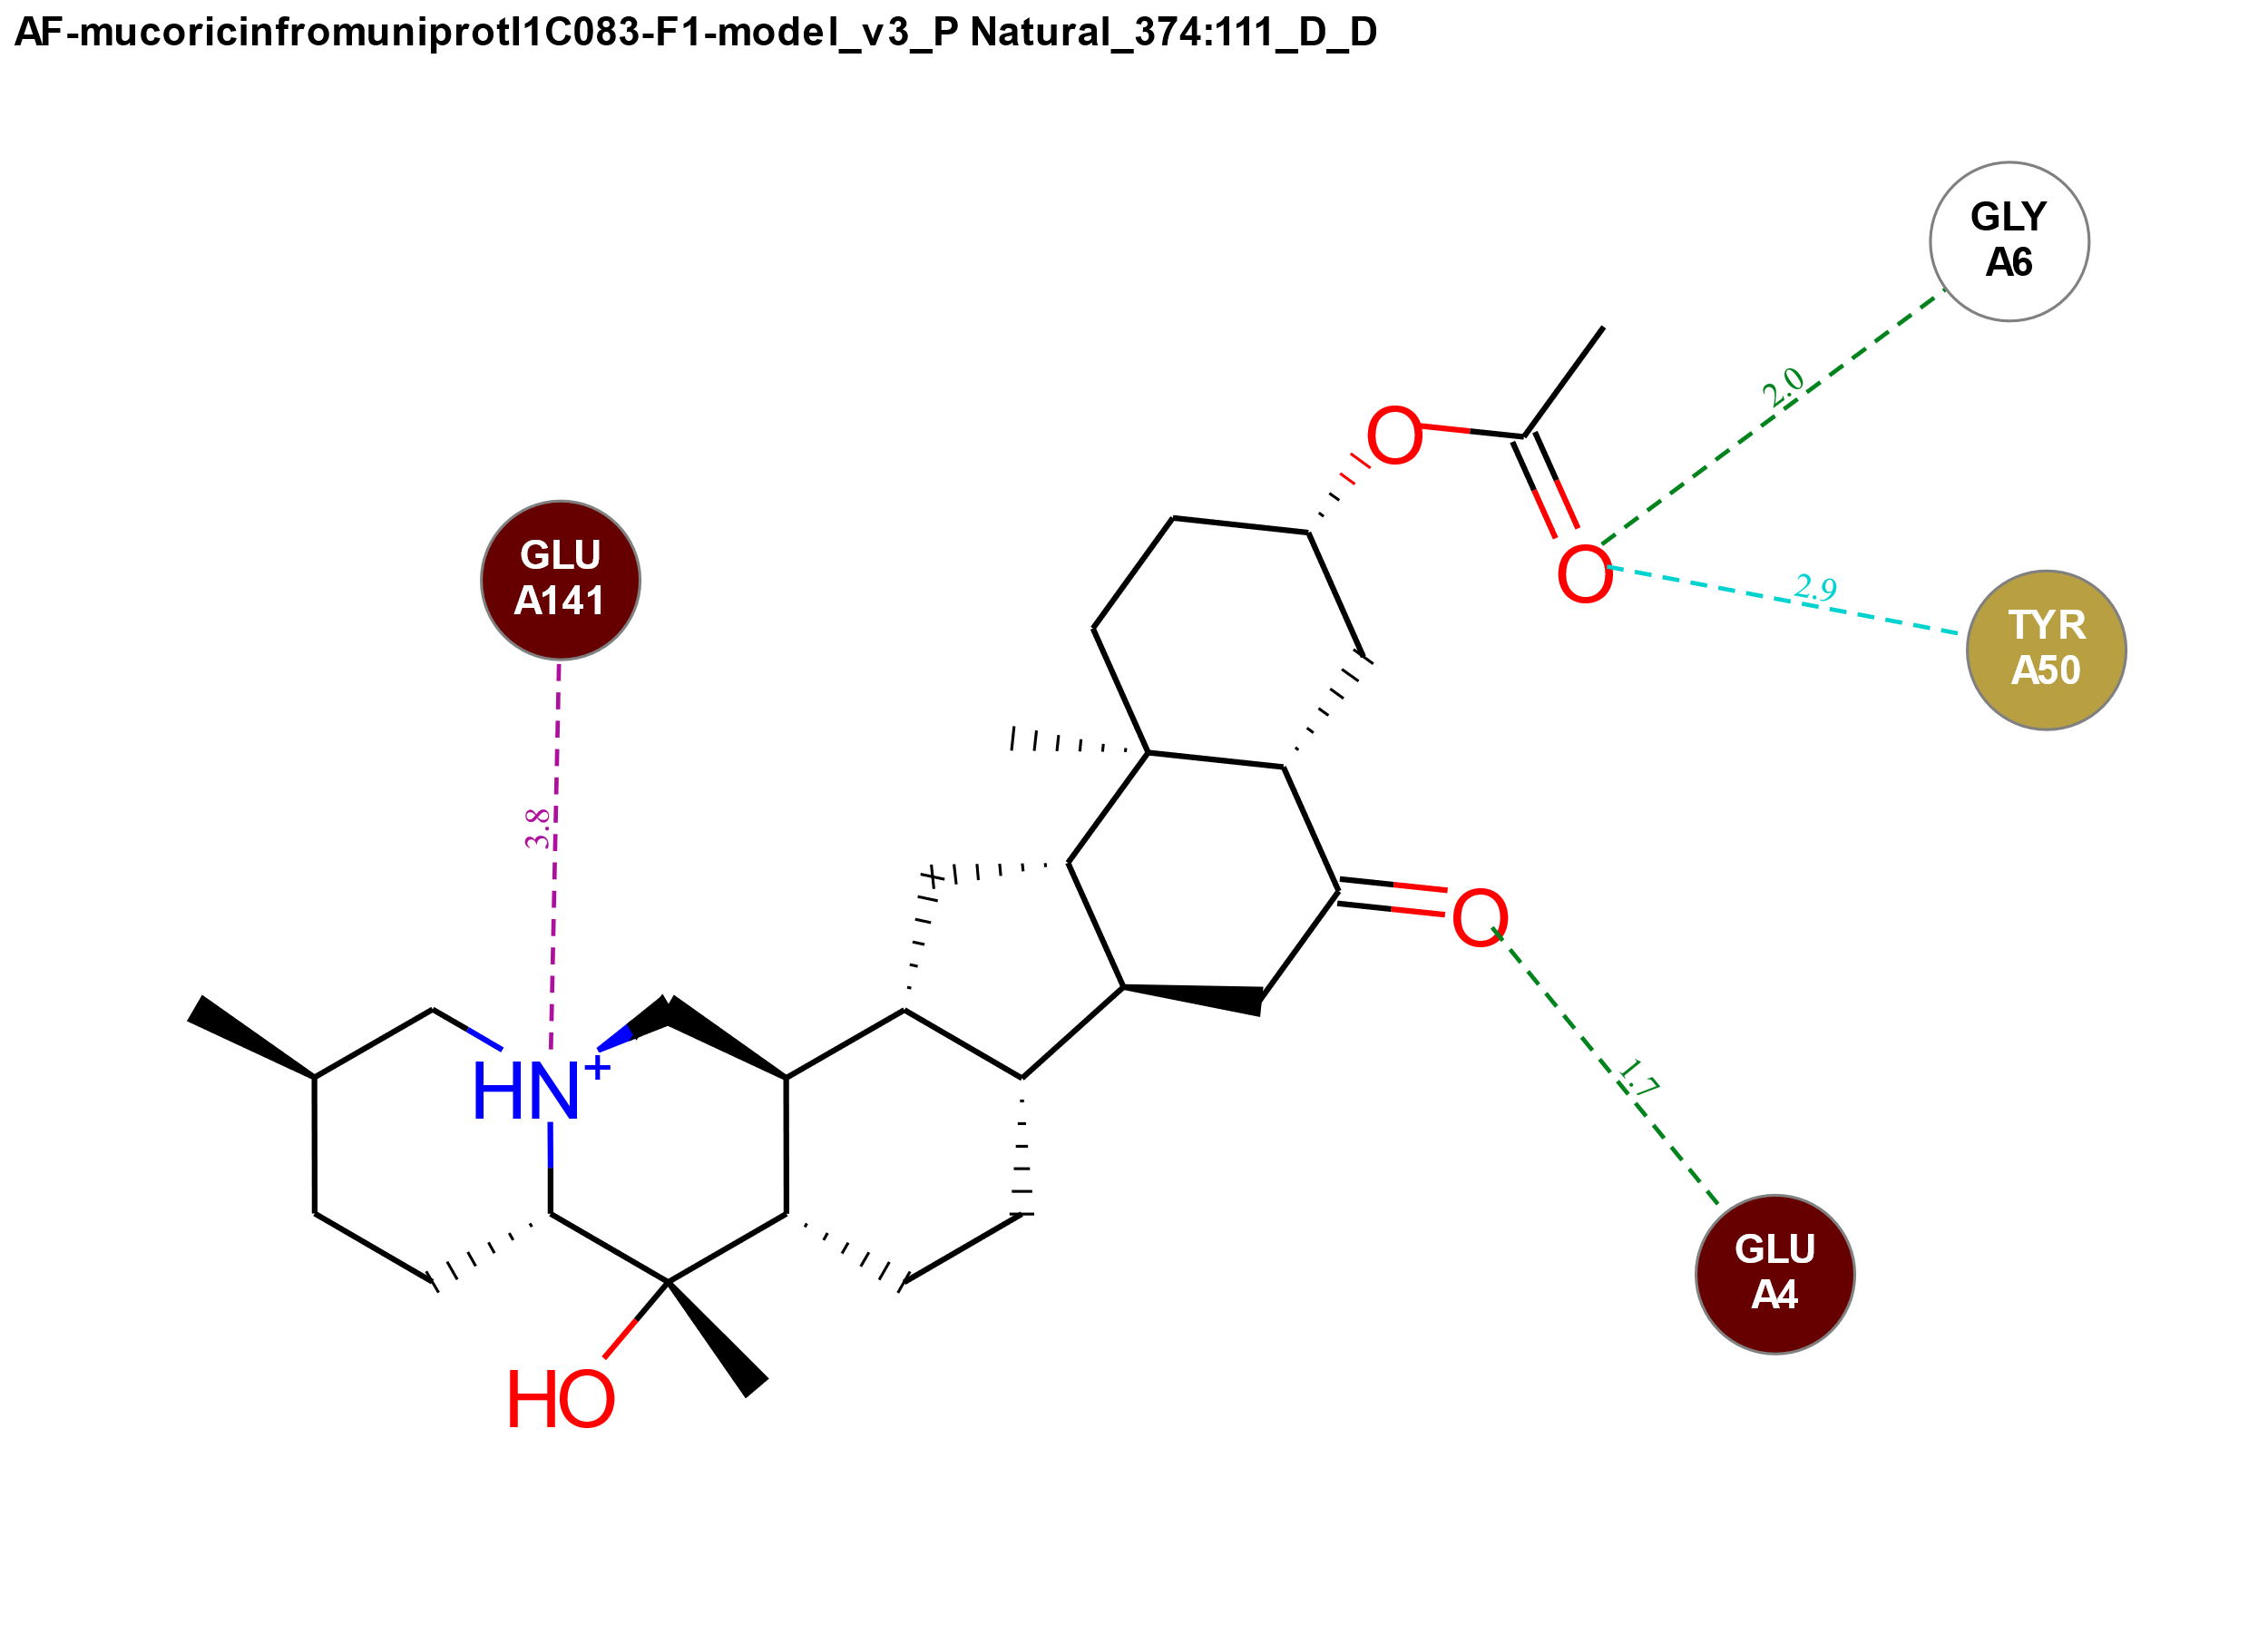 AF-mucoricinfromuniprotI1C083-F1-model_v3_P Natural_374:111_D_D
GLY
A6
2.0
O
O
GLU
A141
2.9
TYR
A50
3.8
O
HN+
1.7
GLU
A4
HO